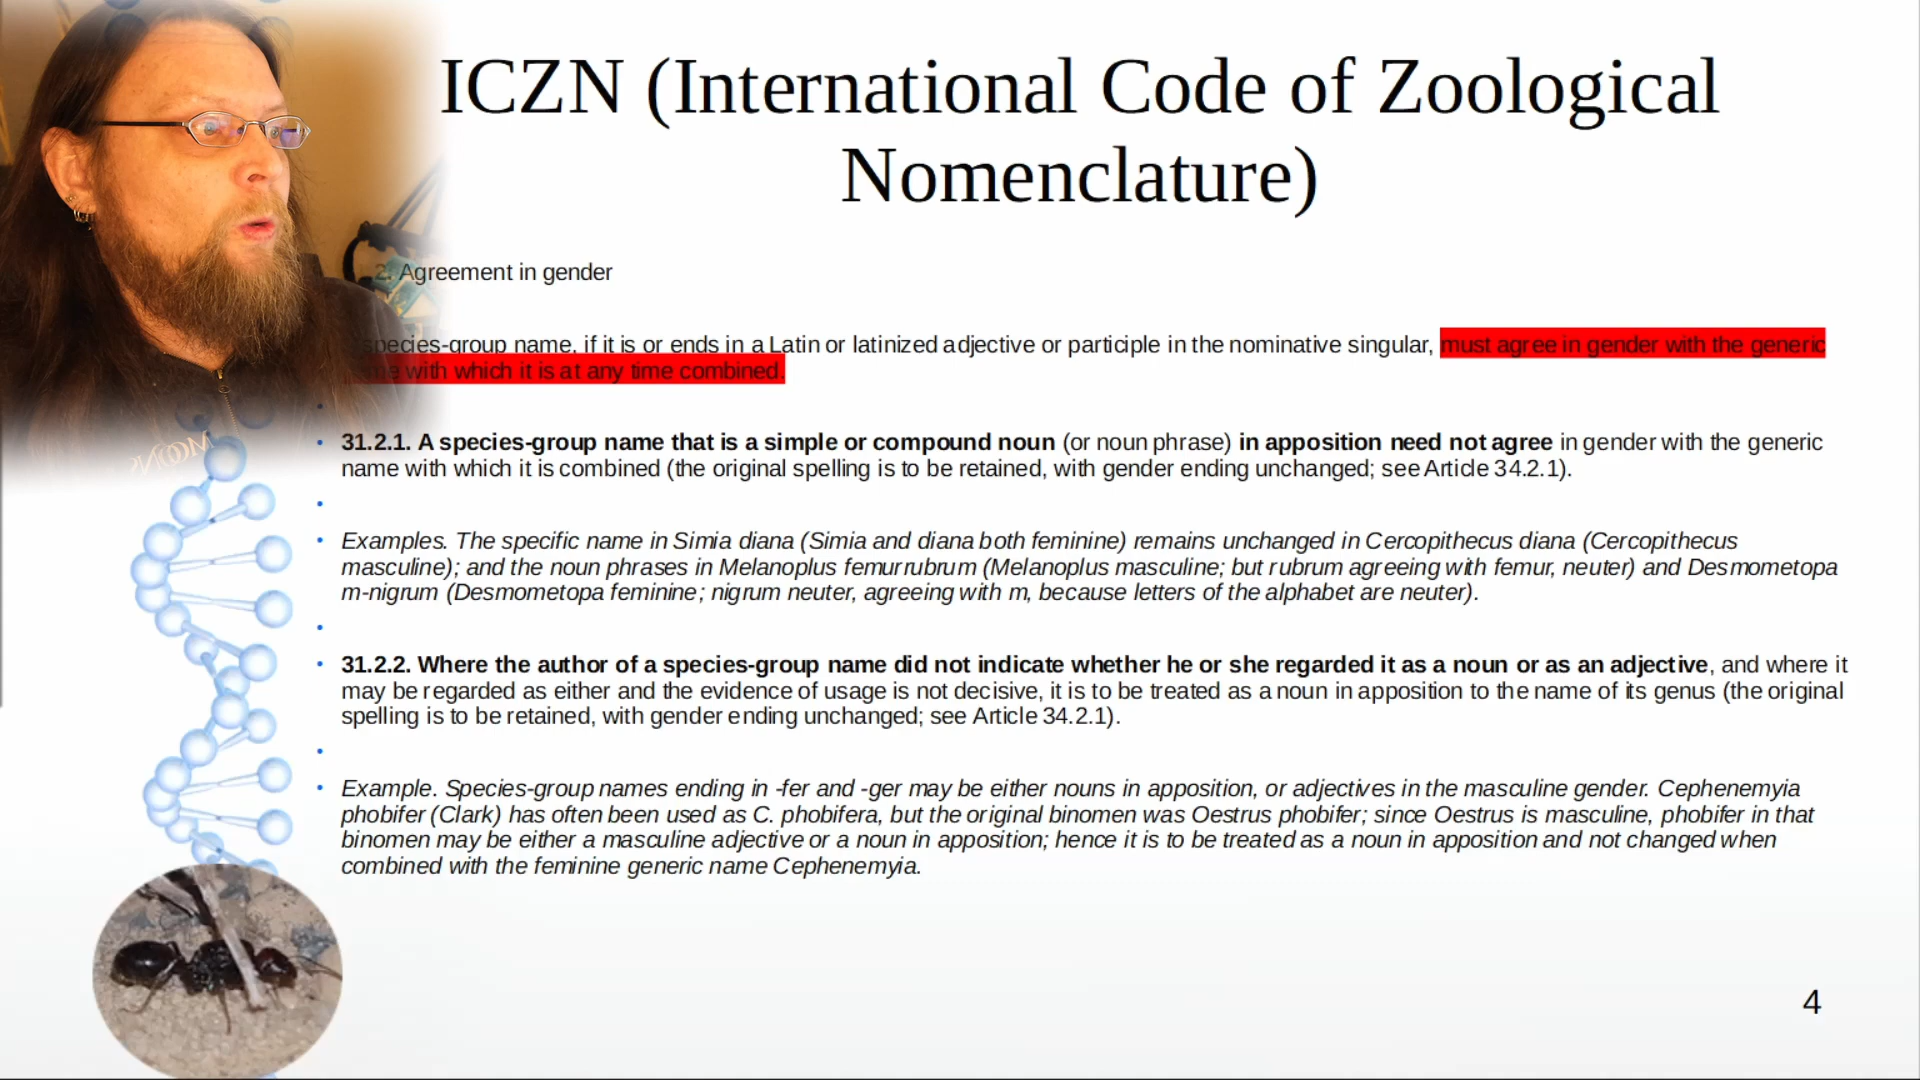 ICZN (International Code of Zoological
Nomenclature)
2. Agreement in gender
species-group name, if it is or ends in a Latin or latinized adjective or participle in the nominative singular, must agree in gender with the generic
with which it is at any time combined.
31.2.1. A species-group name that is a simple or compound noun (or noun phrase) in apposition need not agree in gender with the generic
name with which it is combined (the original spelling is to be retained, with gender ending unchanged; see Article 34.2.1).
Examples. The specific name in Simia diana (Simia and diana both feminine) remains unchanged in Cercopithecus diana (Cercopithecus
masculine); and the noun phrases in Melanoplus femurrubrum (Melanoplus masculine; but rubrum agreeing with femur, neuter) and Desmometopa
m-nigrum (Desmometopa feminine; nigrum neuter, agreeing with m, because letters of the alphabet are neuter).
31.2.2. Where the author of a species-group name did not indicate whether he or she regarded it as a noun or as an adjective, and where it
may be regarded as either and the evidence of usage is not decisive, it is to be treated as a noun in apposition to the name of its genus (the original
spelling is to be retained, with gender ending unchanged; see Article 34.2.1).
Example. Species-group names ending in -fer and -ger may be either nouns in apposition, or adjectives in the masculine gender. Cephenemyia
phobifer (Clark) has often been used as C. phobifera, but the original binomen was Oestrus phobifer; since Oestrus is masculine, phobifer in that
binomen may be either a masculine adjective or a noun in apposition; hence it is to be treated as a noun in apposition and not changed when
combined with the feminine generic name Cephenemyia.
4